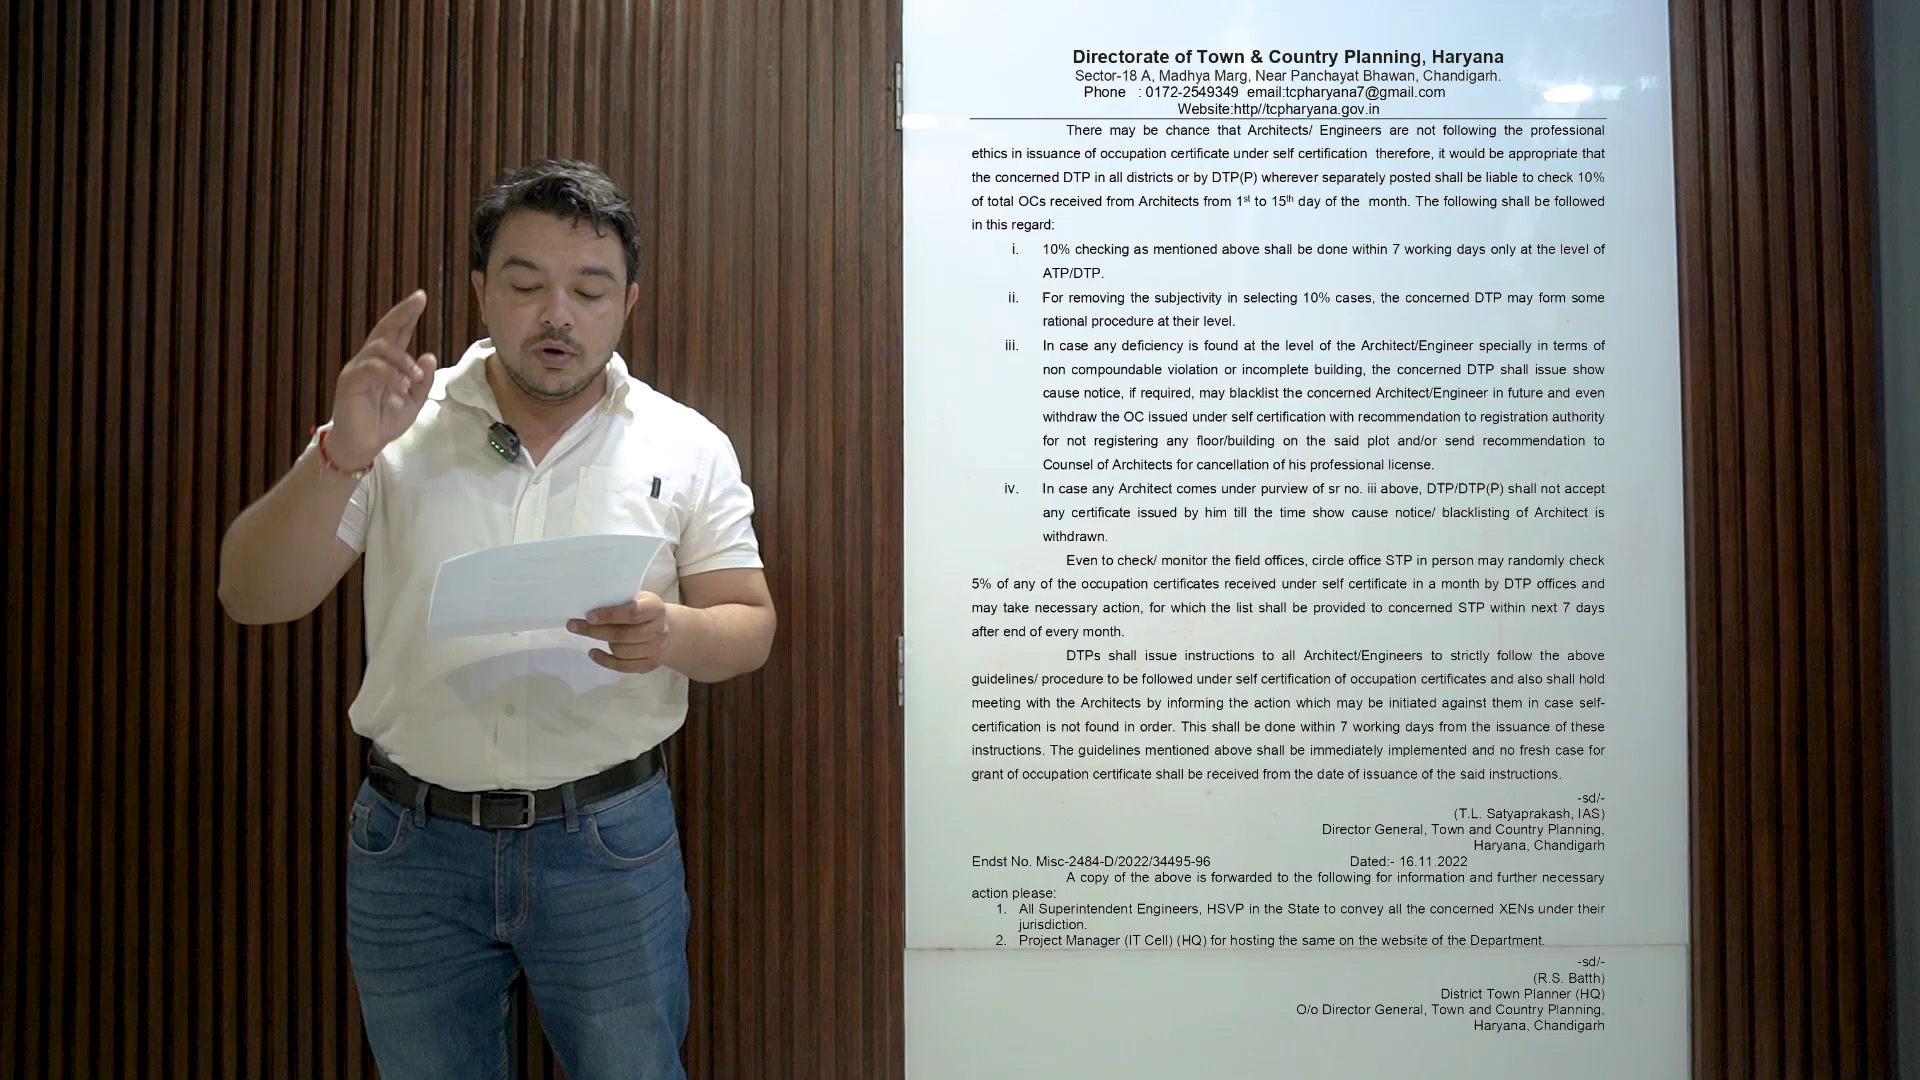 Directorate of Town & Country Planning, Haryana
Sector-18 A, Madhya Marg, Near Panchayat Bhawan, Chandigarh.
Phone : 0172-2549349 email:tcpharyana7@gmail.com
Website:http//tcpharyana.gov.in
There may be chance that Architects/ Engineers are not following the professional
ethics in issuance of occupation certificate under self certification therefore, it would be appropriate that
the concerned DTP in all districts or by DTP(P) wherever separately posted shall be liable to check 10%
of total OCs received from Architects from 1st to 15th day of the month. The following shall be followed
in this regard:
i. 10% checking as mentioned above shall be done within 7 working days only at the level of
ATP/DTP.
ii. For removing the subjectivity in selecting 10% cases, the concerned DTP may form some
rational procedure at their level.
iii. In case any deficiency is found at the level of the Architect/Engineer specially in terms of
non compoundable violation or incomplete building, the concerned DTP shall issue show
cause notice, if required, may blacklist the concerned Architect/Engineer in future and even
withdraw the OC issued under self certification with recommendation to registration authority
for not registering any floor/building on the said plot and/or send recommendation to
Counsel of Architects for cancellation of his professional license.
iv. In case any Architect comes under purview of sr no. iii above, DTP/DTP(P) shall not accept
any certificate issued by him till the time show cause notice/ blacklisting of Architect is
withdrawn.
Even to check/ monitor the field offices, circle office STP in person may randomly check
5% of any of the occupation certificates received under self certificate in a month by DTP offices and
may take necessary action, for which the list shall be provided to concerned STP within next 7 days
after end of every month.
DTPs shall issue instructions to all Architect/Engineers to strictly follow the above
guidelines/ procedure to be followed under self certification of occupation certificates and also shall hold
meeting with the Architects by informing the action which may be initiated against them in case self-
certification is not found in order. This shall be done within 7 working days from the issuance of these
instructions. The guidelines mentioned above shall be immediately implemented and no fresh case for
grant of occupation certificate shall be received from the date of issuance of the said instructions.
-sd/-
(T.L. Satyaprakash, IAS)
Director General, Town and Country Planning,
Haryana, Chandigarh
Endst No. Misc-2484-D/2022/34495-96 Dated:- 16.11.2022
A copy of the above is forwarded to the following for information and further necessary
action please:
1. All Superintendent Engineers, HSVP in the State to convey all the concerned XENs under their
jurisdiction.
2. Project Manager (IT Cell) (HQ) for hosting the same on the website of the Department.
-sd/-
(R.S. Batth)
District Town Planner (HQ)
O/o Director General, Town and Country Planning,
Haryana, Chandigarh